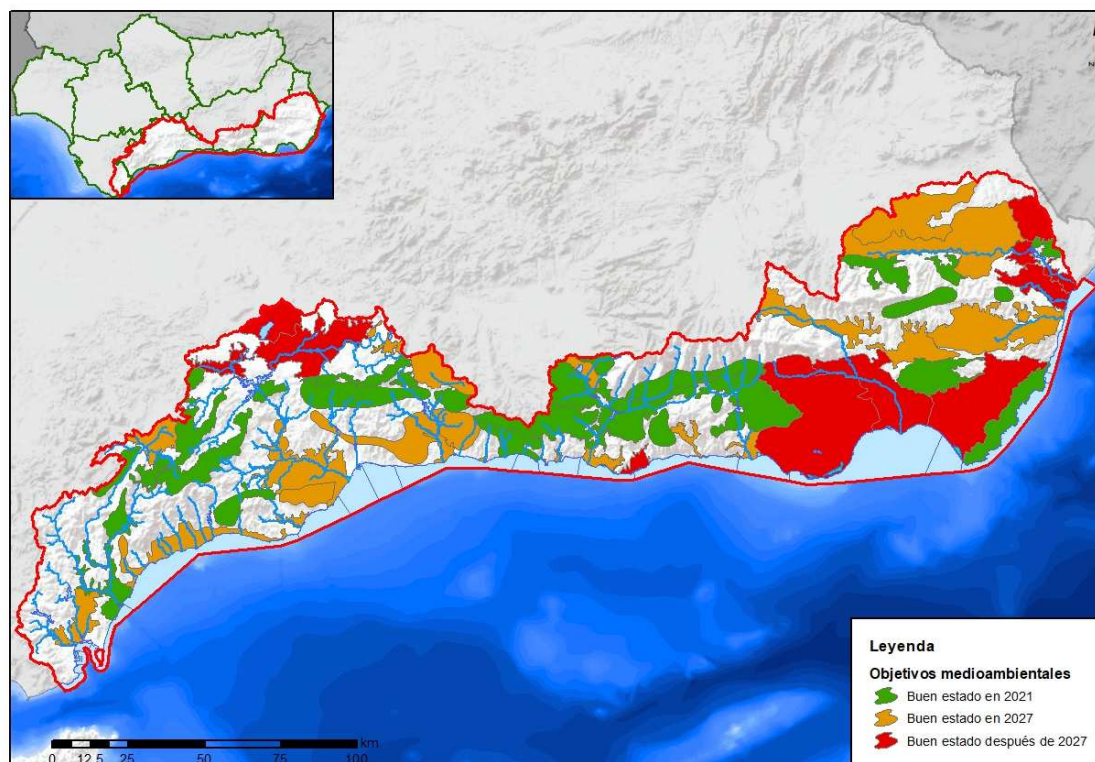 N
Leyenda
Objetivos medioambientales
Buen estado en 2021
Buen estado en 2027
Buen estado después de 2027
km
0 12,5 25 50 75 100